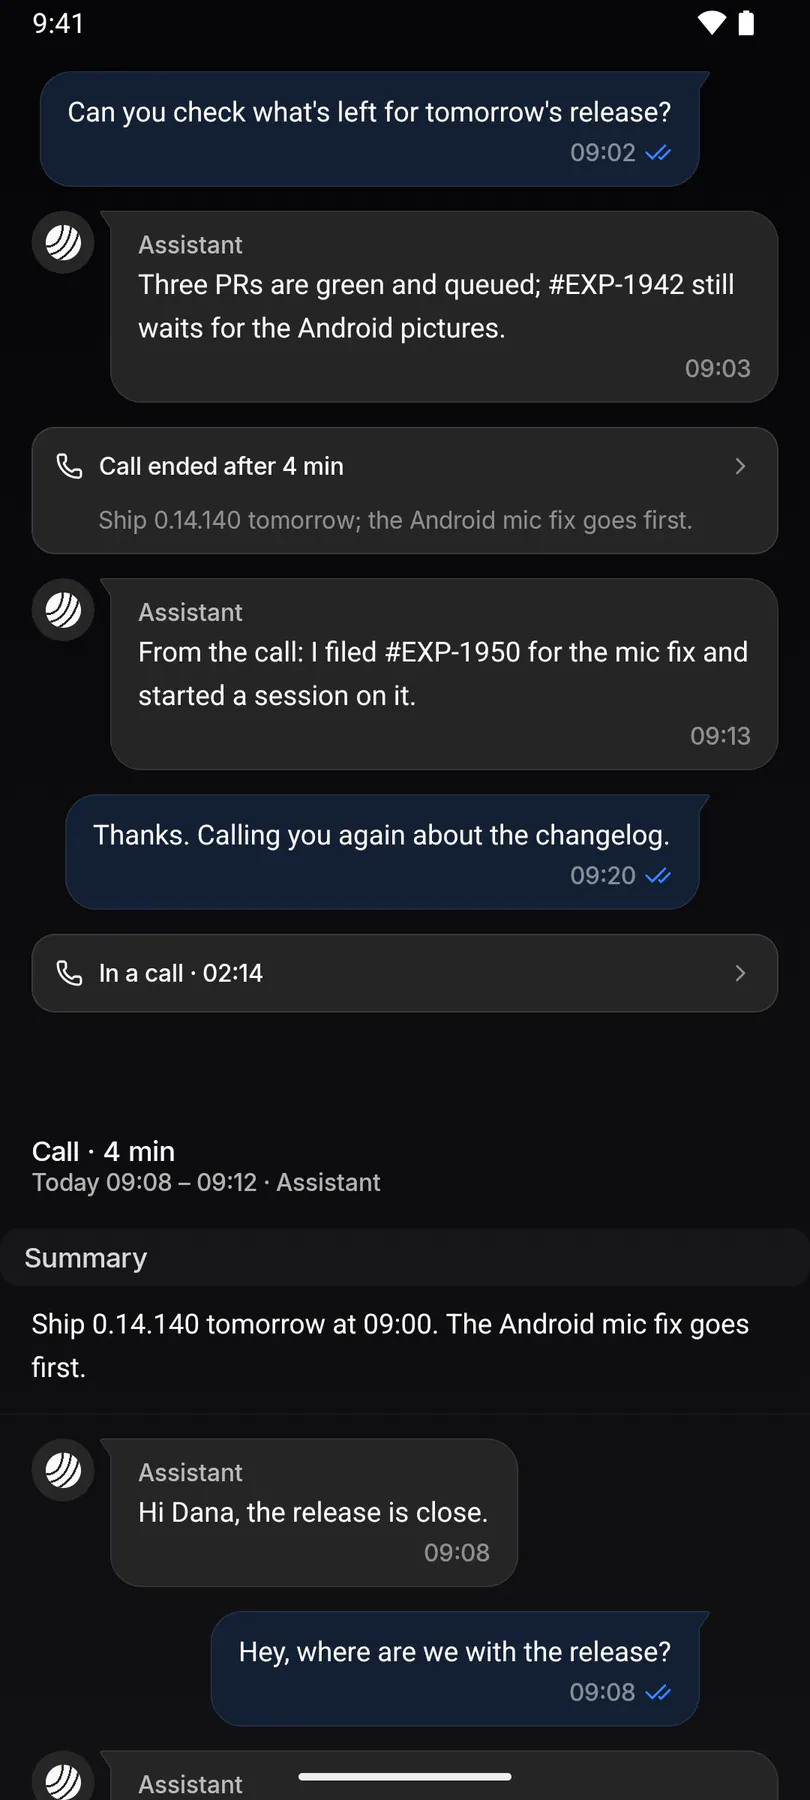 9:41
Can you check what's left for tomorrow's release?
09:02
Assistant
Three PRs are green and queued; #EXP-1942 still
waits for the Android pictures.
09:03
Call ended after 4 min
Ship 0.14.140 tomorrow; the Android mic fix goes first.
Assistant
From the call: I filed #EXP-1950 for the mic fix and
started a session on it.
09:13
Thanks. Calling you again about the changelog.
09:20
In a call · 02:14
Call · 4 min
Today 09:08 – 09:12 · Assistant
Summary
Ship 0.14.140 tomorrow at 09:00. The Android mic fix goes
first.
Assistant
Hi Dana, the release is close.
09:08
Hey, where are we with the release?
09:08
Assistant